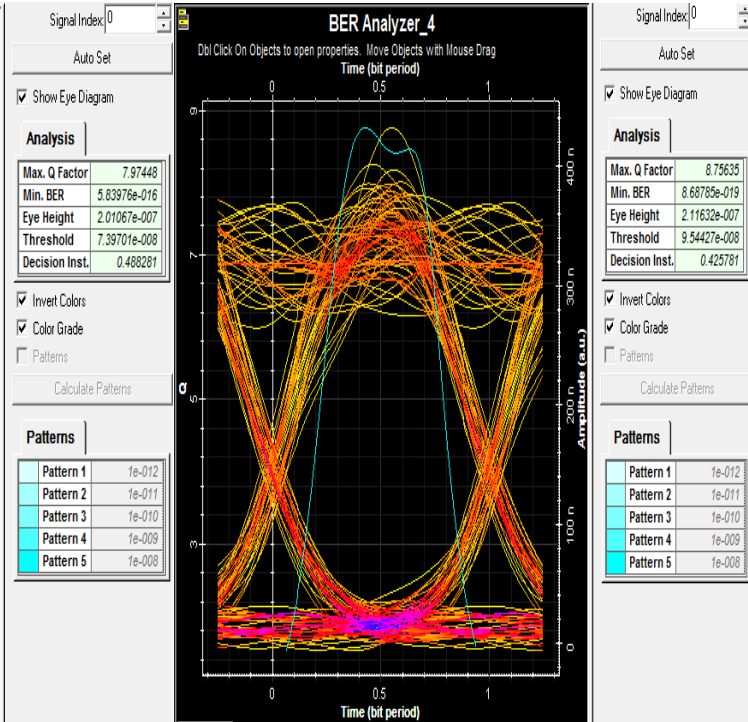 Signal Index: 0
Auto Set
Show Eye Diagram
Analysis
Max. Q Factor 7.97448
Min. BER 5.83976e-016
Eye Height 2.01067e-007
Threshold 7.39701e-008
Decision Inst. 0.488281
Invert Colors
Color Grade
Patterns
Calculate Patterns
Patterns
Pattern 1 1e-012
Pattern 2 1e-011
Pattern 3 1e-010
Pattern 4 1e-009
Pattern 5 1e-008
BER Analyzer_4
Dbl Click On Objects to open properties. Move Objects with Mouse Drag
Time (bit period)
0 0.5 1
9
7
5
3
Q
400 n
300 n
200 n
100 n
0
Amplitude (a.u.)
0 0.5 1
Time (bit period)
Signal Index: 0
Auto Set
Show Eye Diagram
Analysis
Max. Q Factor 8.75635
Min. BER 8.68785e-019
Eye Height 2.11632e-007
Threshold 9.54427e-008
Decision Inst. 0.425781
Invert Colors
Color Grade
Patterns
Calculate Patterns
Patterns
Pattern 1 1e-012
Pattern 2 1e-011
Pattern 3 1e-010
Pattern 4 1e-009
Pattern 5 1e-008